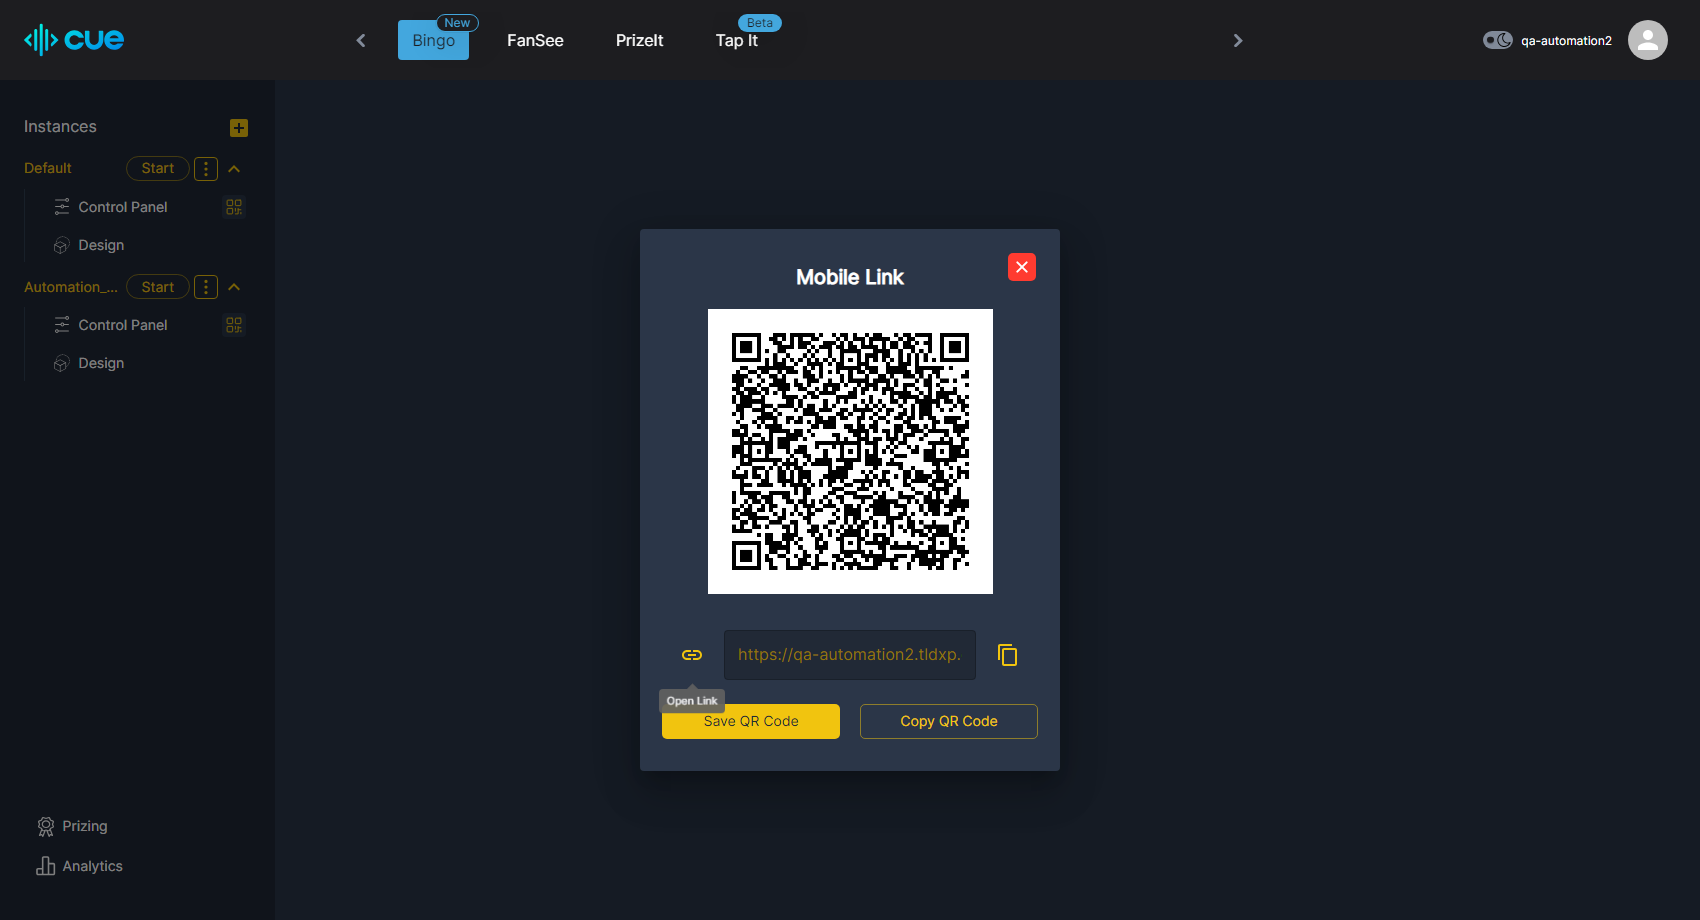 cue
Bingo
New
FanSee
PrizeIt
Tap It
Beta
qa-automation2
Instances
Default
Start
Control Panel
Design
Automation_...
Start
Control Panel
Design
Mobile Link
https://qa-automation2.tldxp.
Open Link
Save QR Code
Copy QR Code
Prizing
Analytics